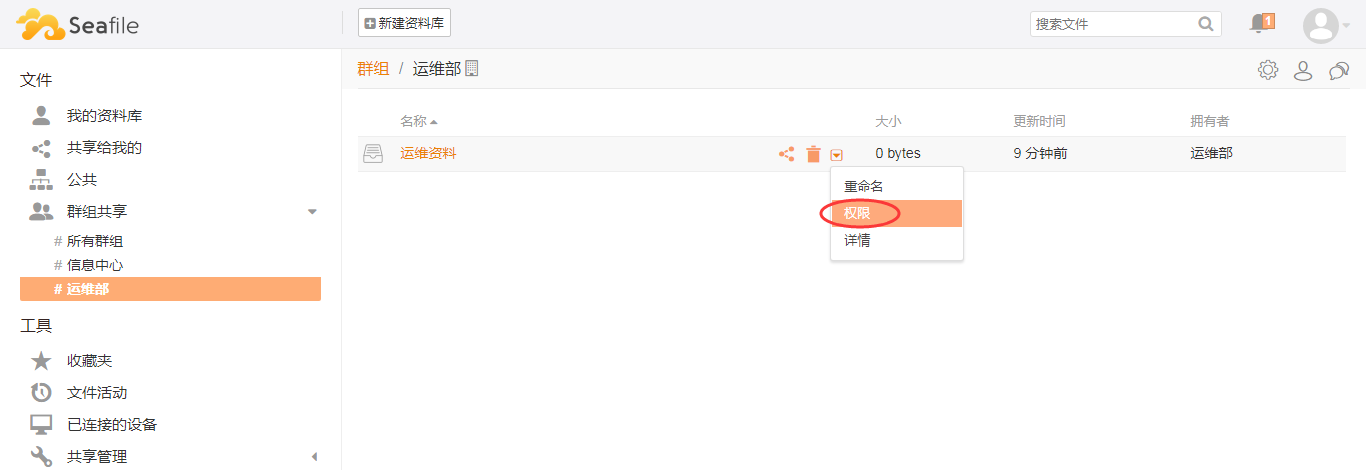 Seafile
新建资料库
搜索文件
1
文件
我的资料库
共享给我的
公共
群组共享
# 所有群组
# 信息中心
# 运维部
工具
收藏夹
文件活动
已连接的设备
共享管理
群组 / 运维部
名称 大小 更新时间 拥有者
运维资料 0 bytes 9 分钟前 运维部
重命名
权限
详情